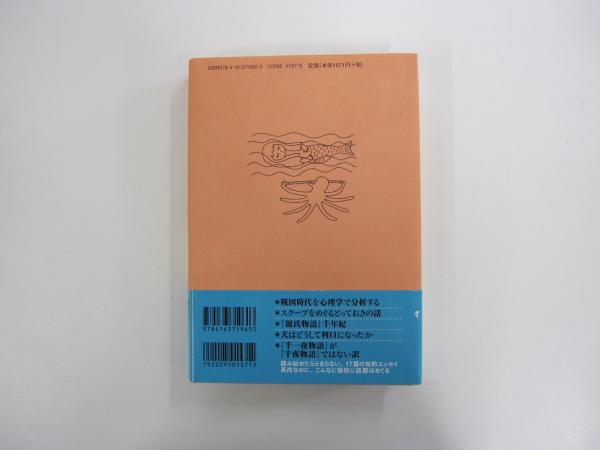 ISBN978-4-16-371960-3 C0095 ¥1571E 定価(本体1571円+税)
●戦国時代を心理学で分析する
●スクープをめぐるとっておきの話
●『源氏物語』千年紀
●犬はどうして利口になったか
●『千一夜物語』が
『千夜物語』ではない訳
読み始めたらとまらない、17篇の知的エッセイ
高尚なのに、こんなに愉快に話題はめぐる
9784163719603
1920095015712